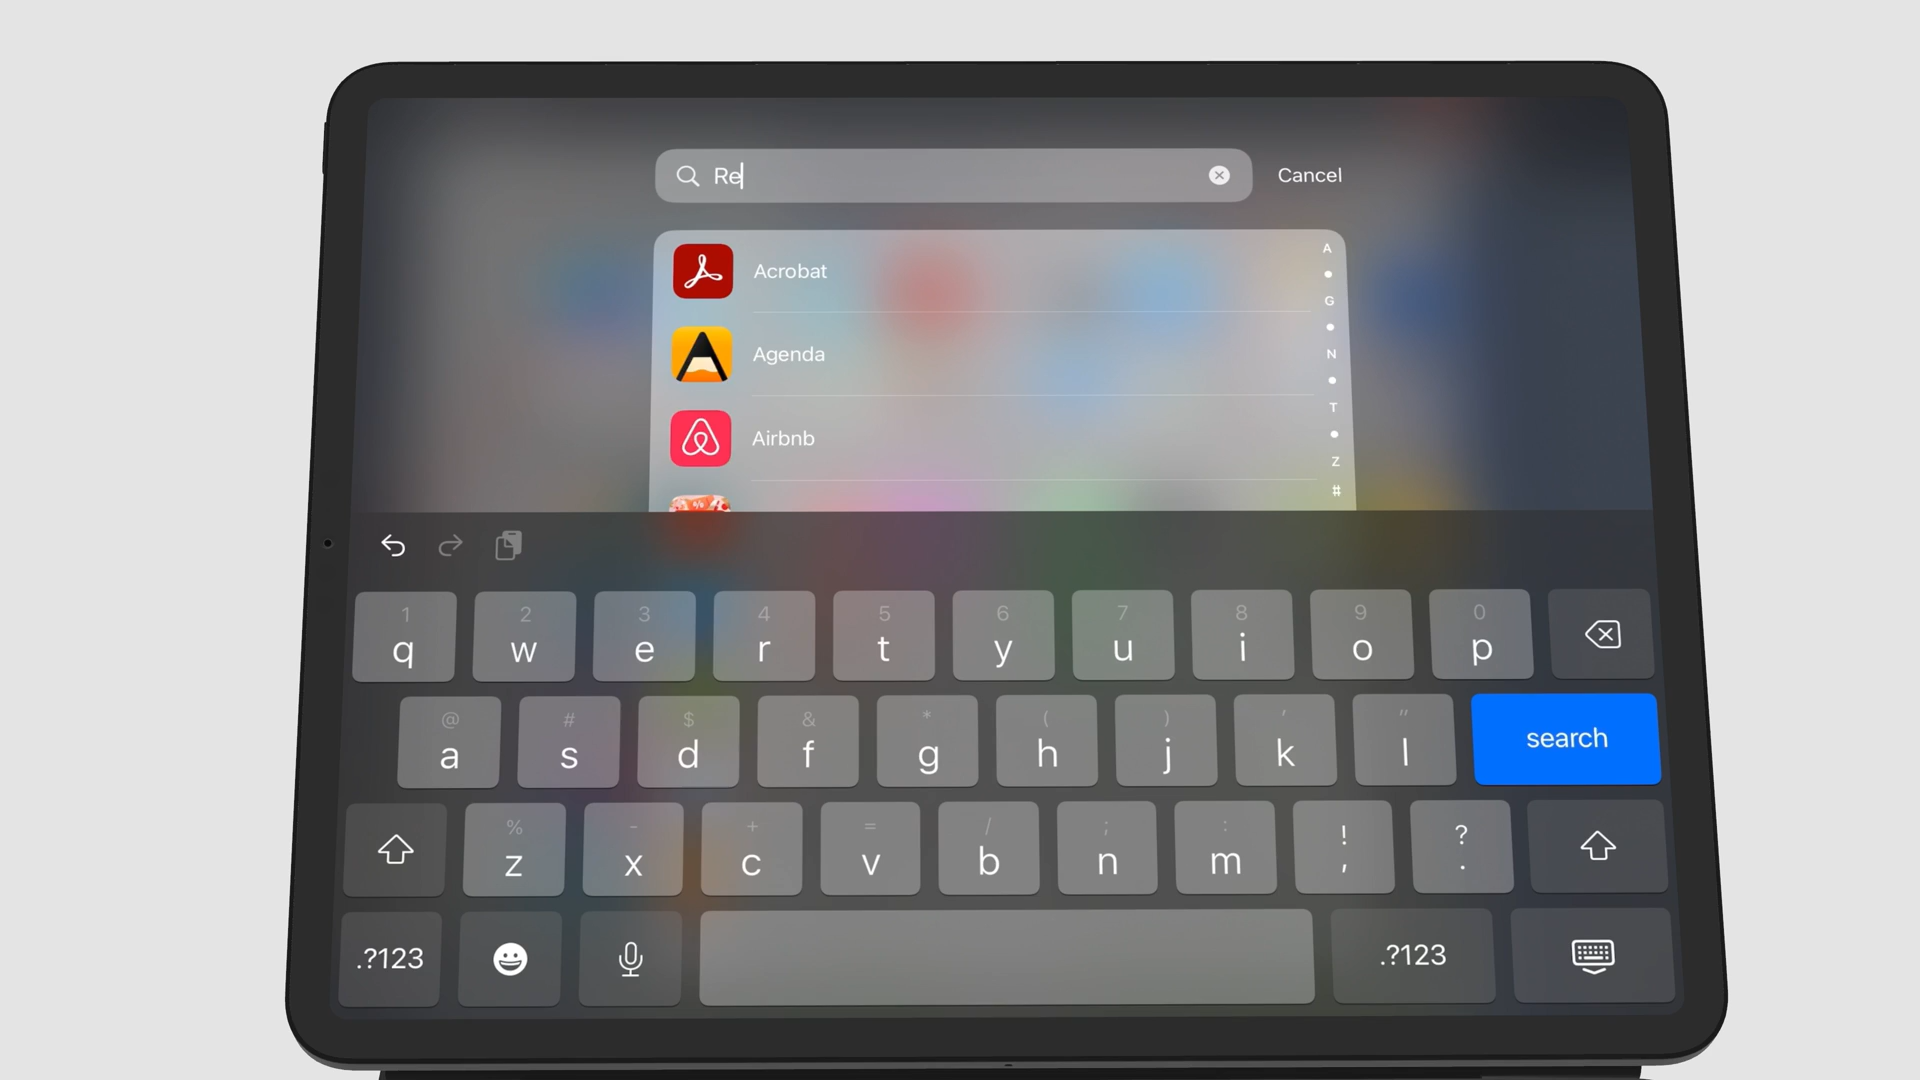 Re
Cancel
Acrobat
Agenda
Airbnb
A
G
N
T
Z
#
1 2 3 4 5 6 7 8 9 0
q w e r t y u i o p
@ # $ & * ( ) ' "
a s d f g h j k l search
% - + = / ; : ! ?
z x c v b n m , .
.?123 .?123